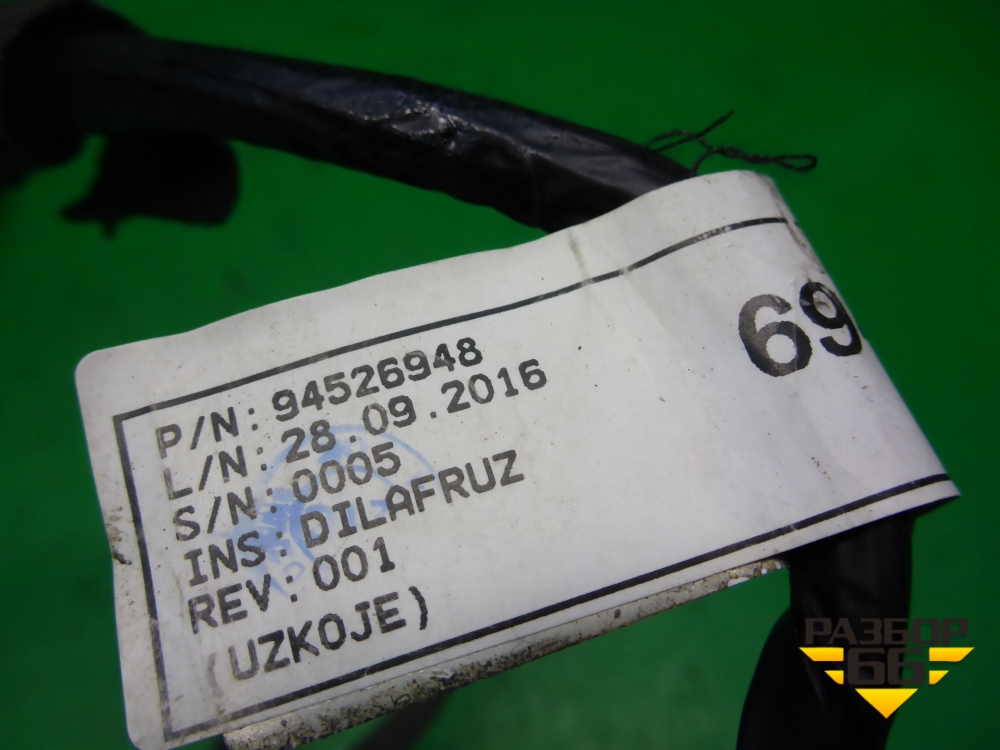 69
P/N: 94526948
L/N: 28.09.2016
S/N: 0005
INS: DILAFRUZ
REV: 001
(UZKOJE)
РАЗБОР
66